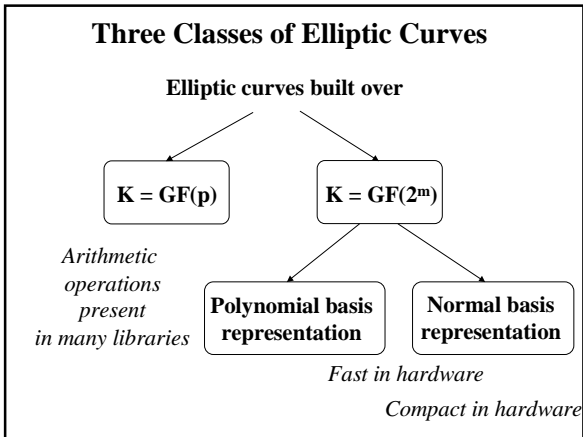 Three Classes of Elliptic Curves
Elliptic curves built over
K = GF(p)
K = GF(2ᵐ)
Arithmetic
operations
present
in many libraries
Polynomial basis
representation
Normal basis
representation
Fast in hardware
Compact in hardware